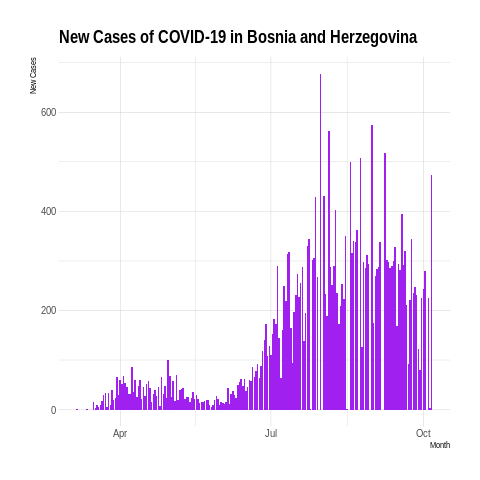 New Cases of COVID-19 in Bosnia and Herzegovina
New Cases
600
400
200
0
Apr
Jul
Oct
Month